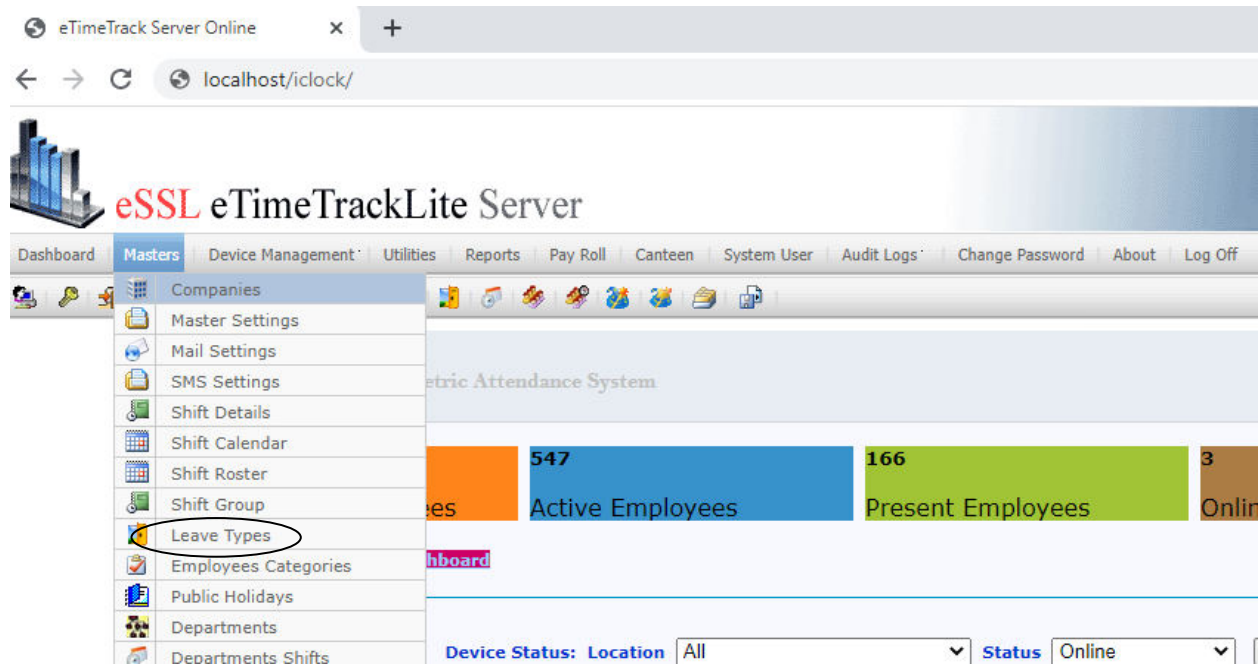 eTimeTrack Server Online
localhost/iclock/
eSSL eTimeTrackLite Server
Dashboard Masters Device Management Utilities Reports Pay Roll Canteen System User Audit Logs Change Password About Log Off
Companies
Master Settings
Mail Settings
SMS Settings
etric Attendance System
Shift Details
Shift Calendar
547 166 3
Shift Roster
Shift Group
ees Active Employees Present Employees Onlin
Leave Types
hboard
Employees Categories
Public Holidays
Departments
Device Status: Location All Status Online
Departments Shifts